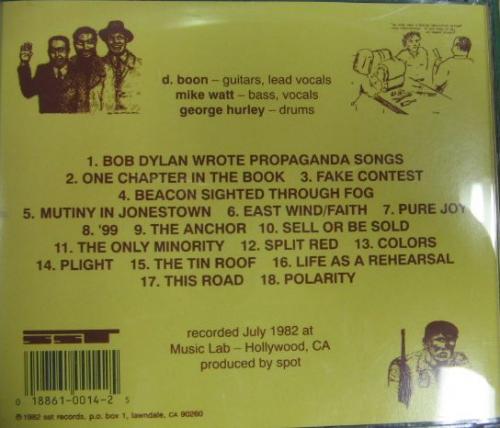 d. boon – guitars, lead vocals
mike watt – bass, vocals
george hurley – drums
1. BOB DYLAN WROTE PROPAGANDA SONGS
2. ONE CHAPTER IN THE BOOK 3. FAKE CONTEST
4. BEACON SIGHTED THROUGH FOG
5. MUTINY IN JONESTOWN 6. EAST WIND/FAITH 7. PURE JOY
8. '99 9. THE ANCHOR 10. SELL OR BE SOLD
11. THE ONLY MINORITY 12. SPLIT RED 13. COLORS
14. PLIGHT 15. THE TIN ROOF 16. LIFE AS A REHEARSAL
17. THIS ROAD 18. POLARITY
SST
recorded July 1982 at
Music Lab – Hollywood, CA
produced by spot
0 18861-0014-2 5
℗ 1982 sst records, p.o. box 1, lawndale, CA 90260